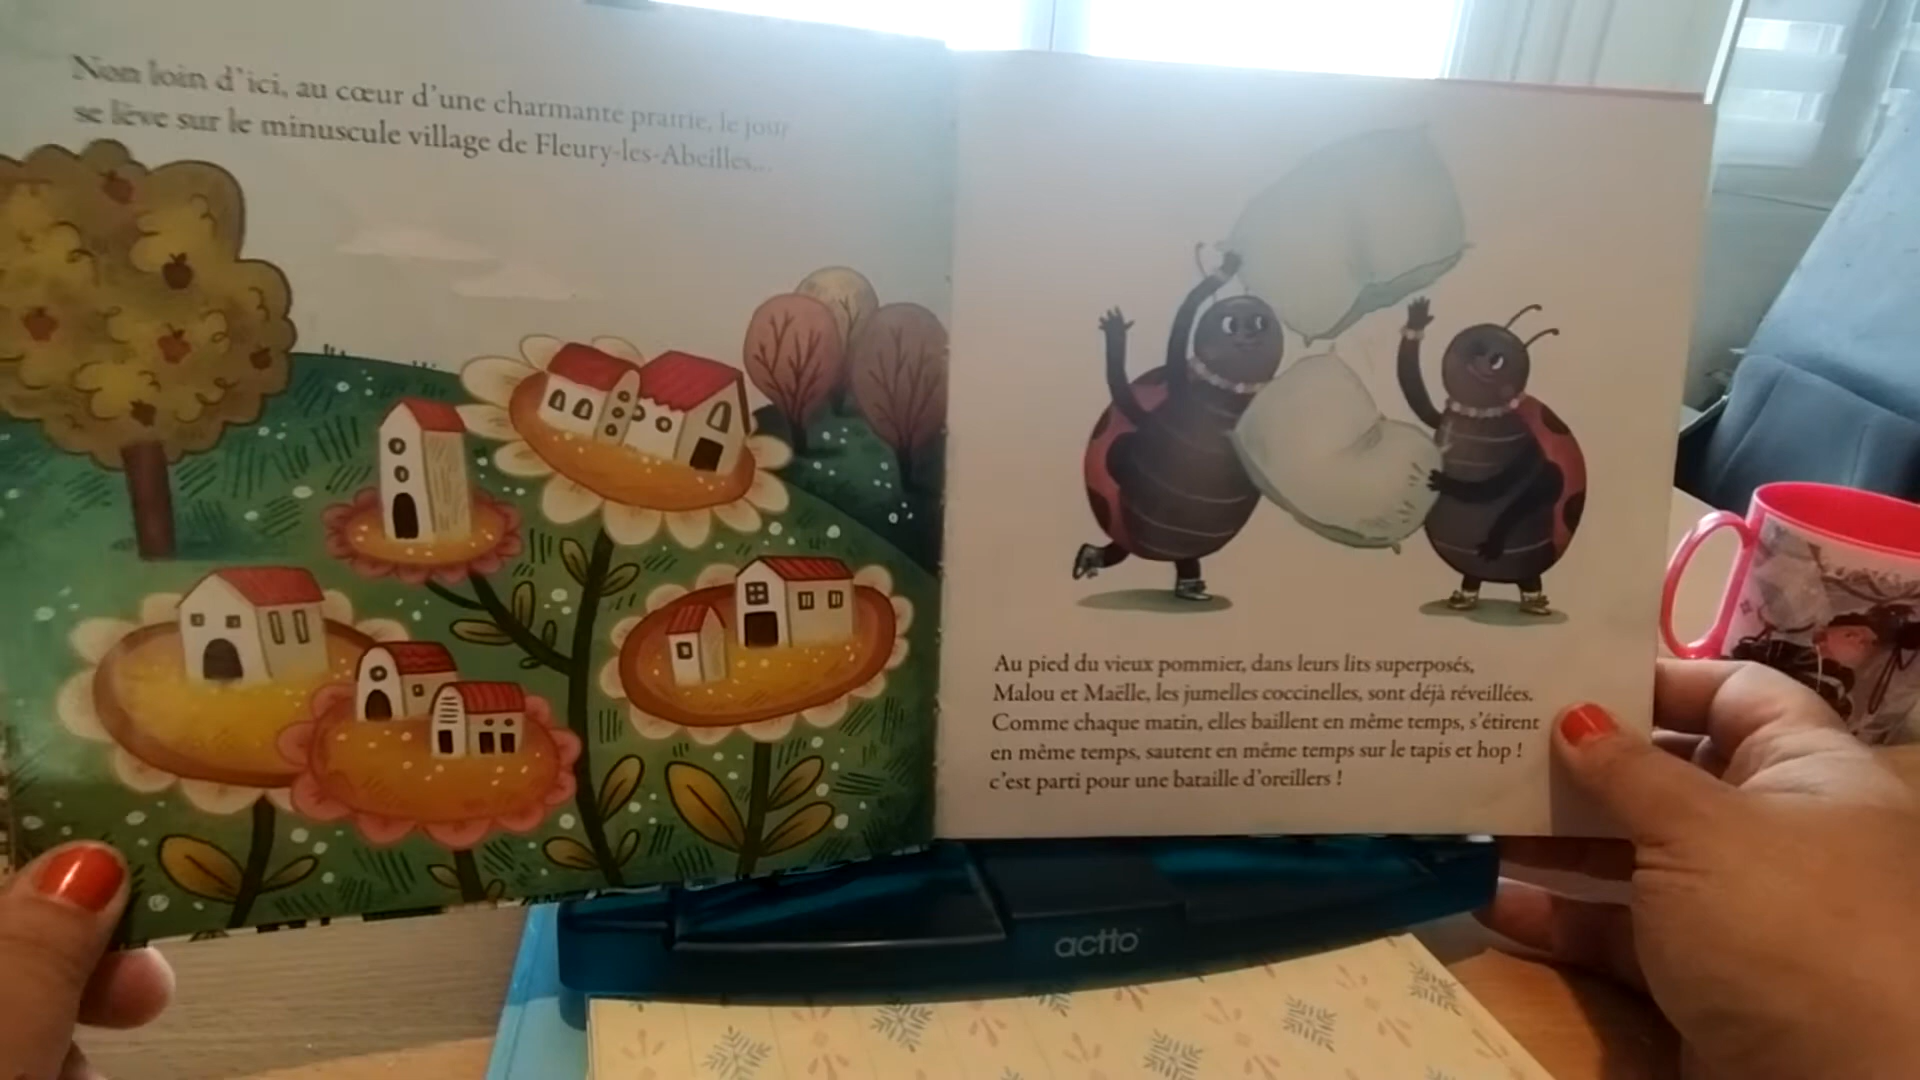 Non loin d'ici, au cœur d'une charmante prairie, le jour
se lève sur le minuscule village de Fleury-les-Abeilles...
Au pied du vieux pommier, dans leurs lits superposés,
Malou et Maëlle, les jumelles coccinelles, sont déjà réveillées.
Comme chaque matin, elles baillent en même temps, s'étirent
en même temps, sautent en même temps sur le tapis et hop !
c'est parti pour une bataille d'oreillers !
actto